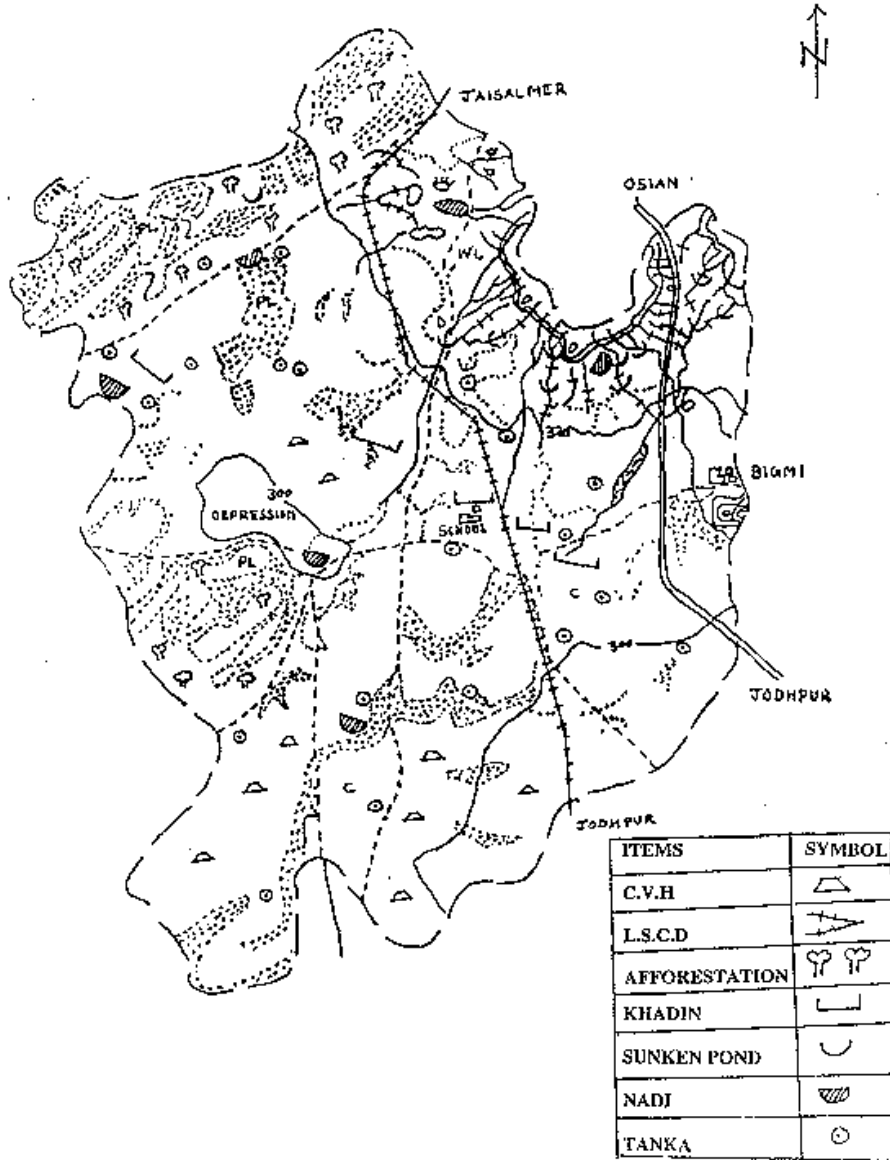 N
JAISALMER
OSIAN
WL
PL
PL
320
300
DEPRESSION
BIGMI
SCHOOL
PL
C
300
JODHPUR
C
JODHPUR
ITEMS SYMBOL
C.V.H
L.S.C.D
AFFORESTATION
KHADIN
SUNKEN POND
NADI
TANKA